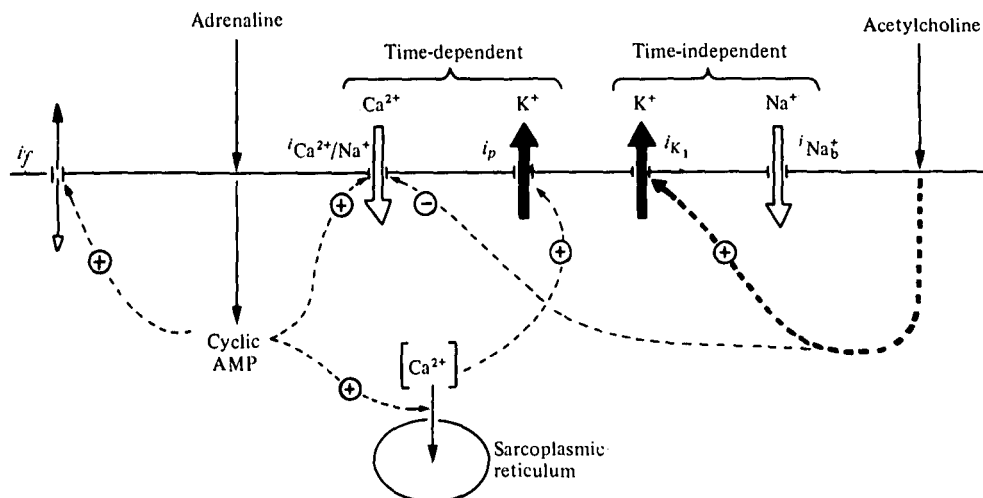 Adrenaline
Acetylcholine
Time-dependent
Time-independent
Ca2+
K+
K+
Na+
if
iCa2+/Na+
ip
iK1
iNab+
+
−
+
+
+
Cyclic
AMP
[Ca2+]
+
Sarcoplasmic
reticulum